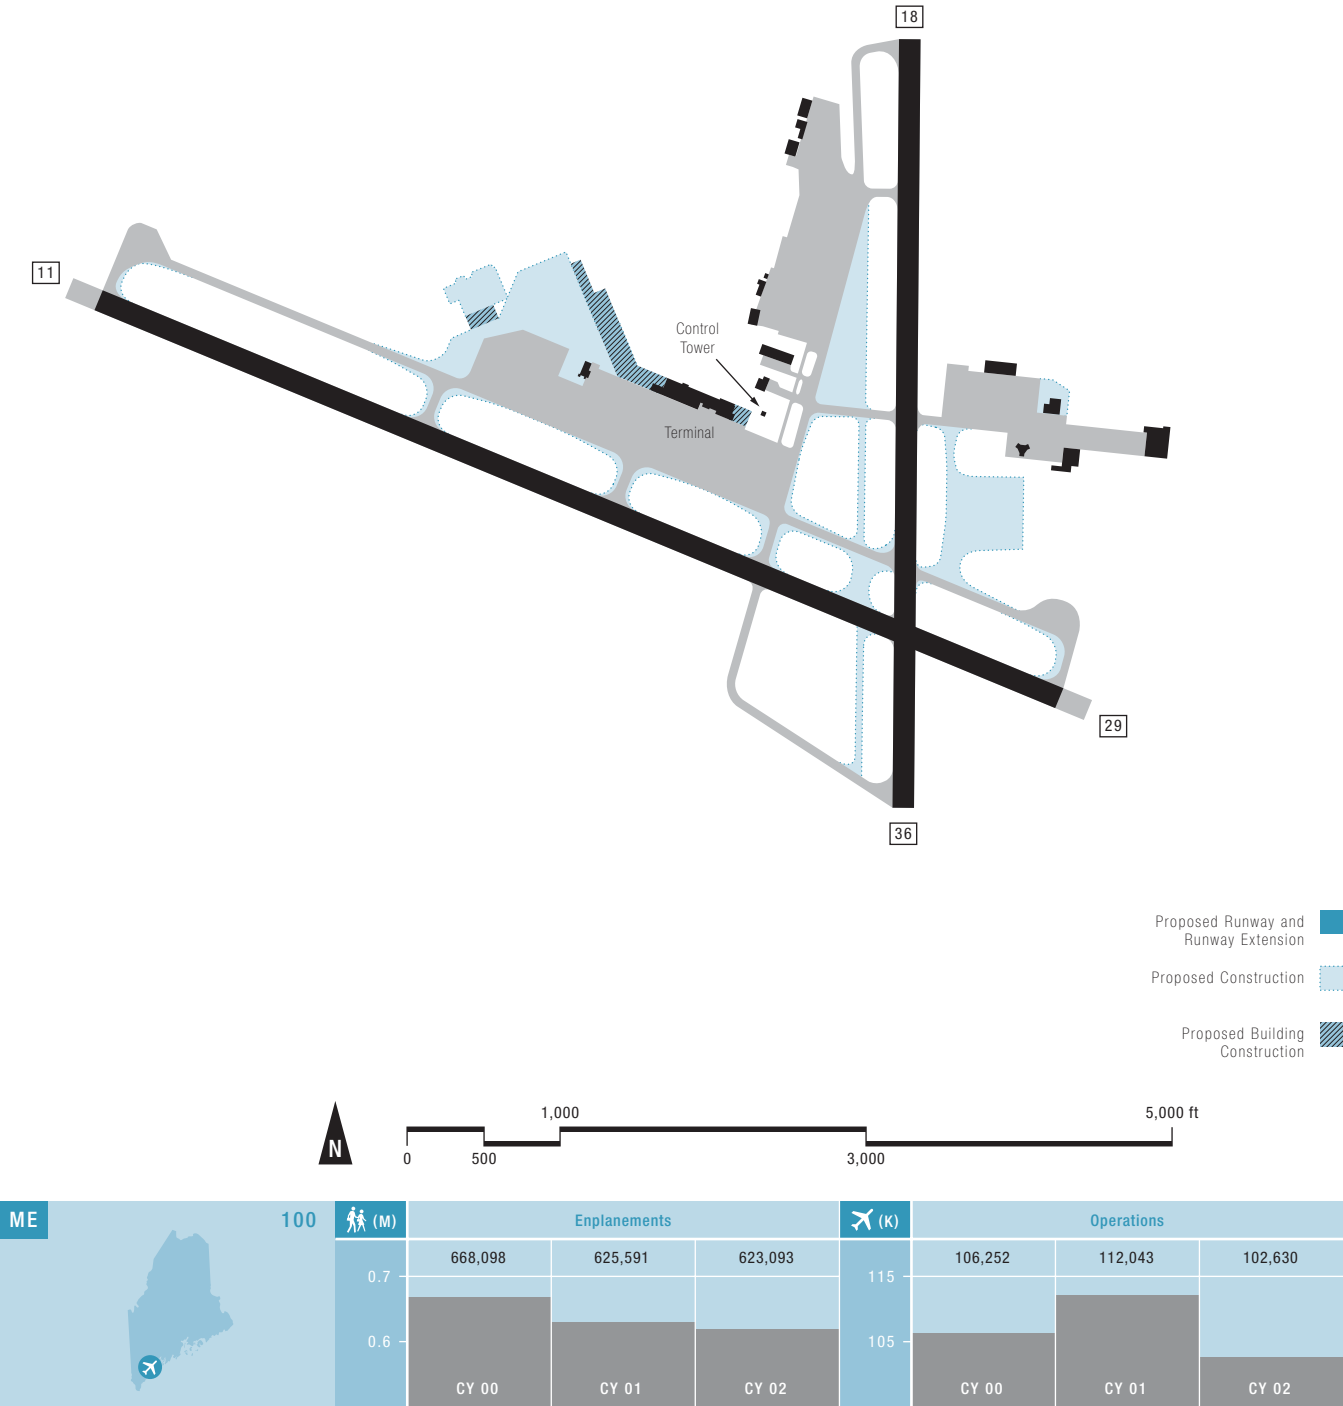 18
11
Control
Tower
Terminal
29
36
Proposed Runway and
Runway Extension
Proposed Construction
Proposed Building
Construction
N
1,000
5,000 ft
0
500
3,000
ME
100
(M)
Enplanements
(K)
Operations
668,098
625,591
623,093
106,252
112,043
102,630
0.7
115
0.6
105
CY 00
CY 01
CY 02
CY 00
CY 01
CY 02